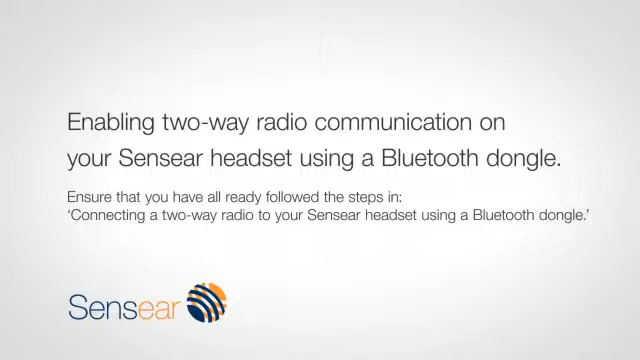 Enabling two-way radio communication on
your Sensear headset using a Bluetooth dongle.
Ensure that you have all ready followed the steps in:
‘Connecting a two-way radio to your Sensear headset using a Bluetooth dongle.’
Sensear